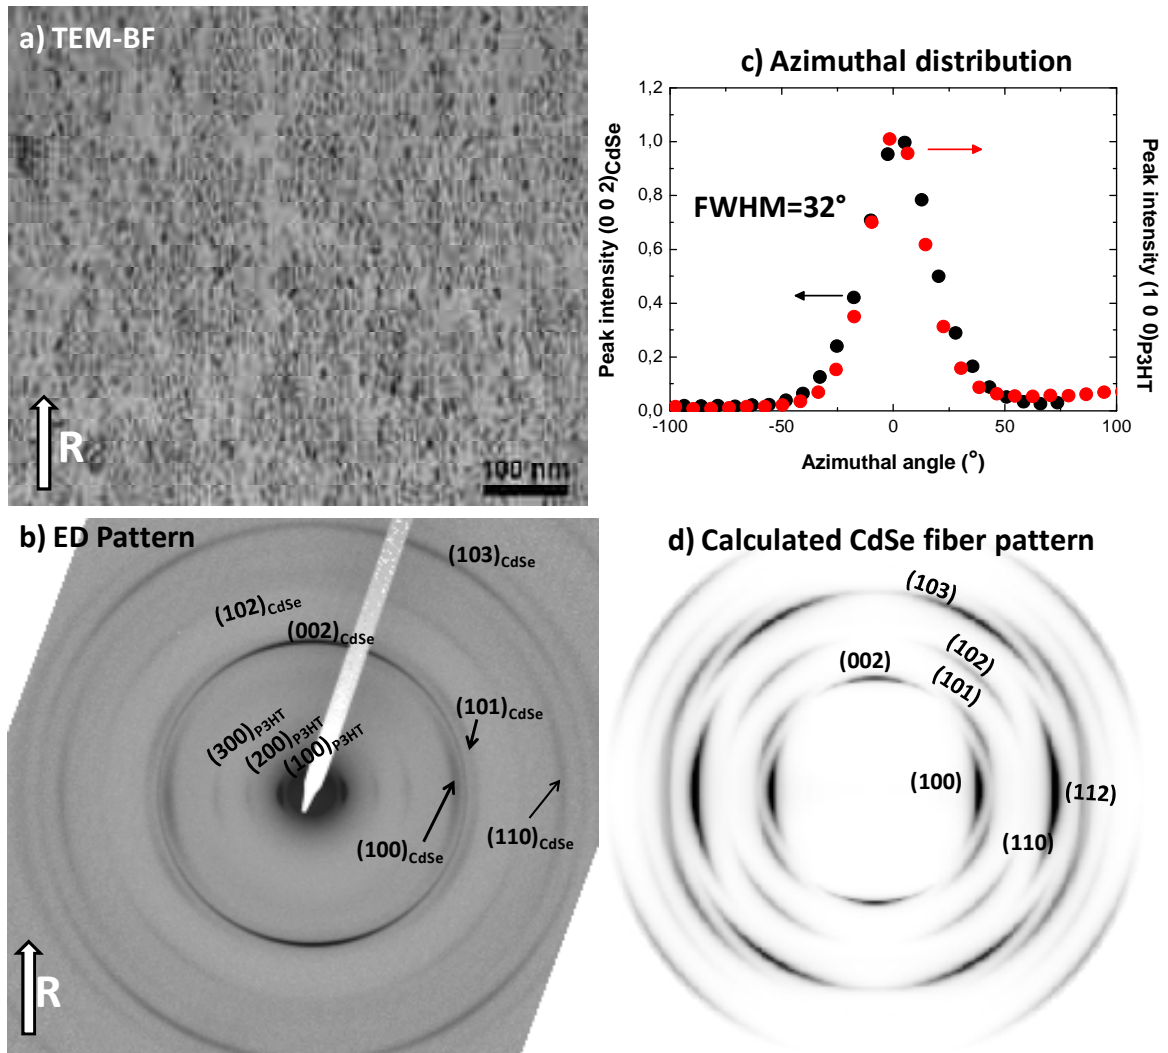 a) TEM-BF
R
100 nm
c) Azimuthal distribution
Peak intensity (0 0 2)CdSe
1,2
1,0
0,8
0,6
0,4
0,2
0,0
FWHM=32°
-100
-50
0
50
100
Azimuthal angle (°)
Peak intensity (1 0 0)P3HT
b) ED Pattern
(103)CdSe
(102)CdSe
(002)CdSe
(101)CdSe
(300)P3HT
(200)P3HT
(100)P3HT
(100)CdSe
(110)CdSe
R
d) Calculated CdSe fiber pattern
(103)
(002)
(102)
(101)
(100)
(112)
(110)